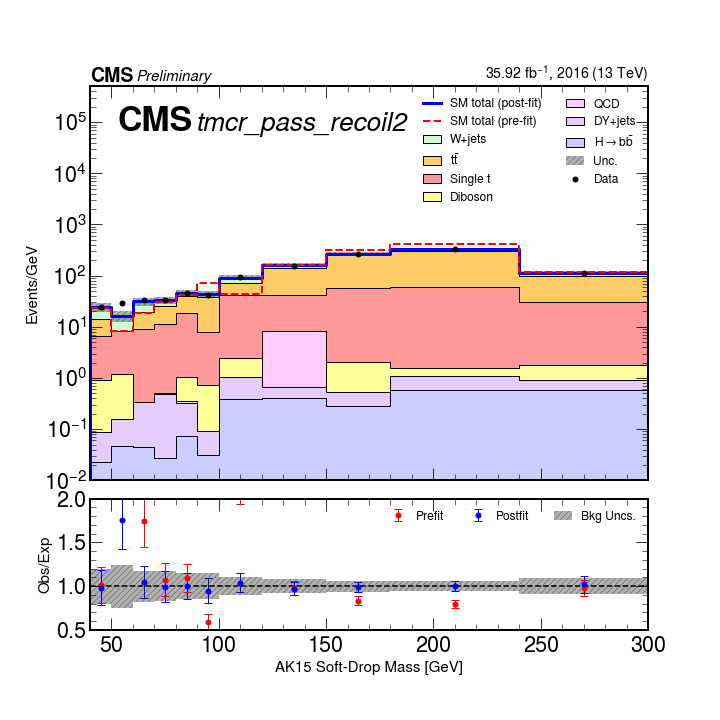 CMS Preliminary
35.92 fb⁻¹, 2016 (13 TeV)
CMS tmcr_pass_recoil2
SM total (post-fit)
SM total (pre-fit)
W+jets
tt̄
Single t
Diboson
QCD
DY+jets
H→bb̄
Unc.
Data
Events/GeV
10⁵
10⁴
10³
10²
10¹
10⁰
10⁻¹
10⁻²
Prefit
Postfit
Bkg Uncs.
Obs/Exp
2.0
1.5
1.0
0.5
50 100 150 200 250 300
AK15 Soft-Drop Mass [GeV]